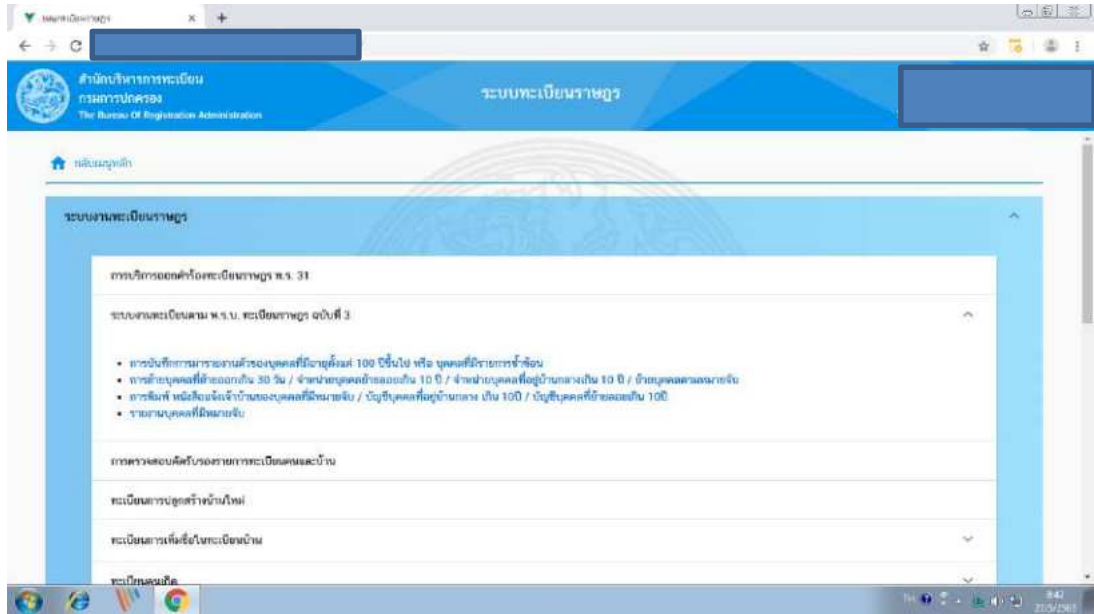 ทะเบียนราษฎร
สำนักบริหารการทะเบียน
กรมการปกครอง
The Bureau Of Registration Administration
ระบบทะเบียนราษฎร
กลับเมนูหลัก
ระบบงานทะเบียนราษฎร
การบริการออกคำร้องทะเบียนราษฎร พ.ร. 31
ระบบงานทะเบียนตาม พ.ร.บ. ทะเบียนราษฎร ฉบับที่ 3
• การบันทึกการมารายงานตัวของบุคคลที่มีอายุตั้งแต่ 100 ปีขึ้นไป หรือ บุคคลที่มีรายการซ้ำซ้อน
• การย้ายบุคคลที่ย้ายออกเกิน 30 วัน / จำหน่ายบุคคลย้ายลอยเกิน 10 ปี / จำหน่ายบุคคลที่อยู่บ้านกลางเกิน 10 ปี / ย้ายบุคคลตามหมายจับ
• การพิมพ์ หนังสือแจ้งเจ้าบ้านของบุคคลที่มีหมายจับ / บัญชีบุคคลที่อยู่บ้านกลาง เกิน 10ปี / บัญชีบุคคลที่ย้ายลอยเกิน 10ปี
• รายงานบุคคลที่มีหมายจับ
การตรวจสอบคัดรับรองรายการทะเบียนคนและบ้าน
ทะเบียนการปลูกสร้างบ้านใหม่
ทะเบียนการเพิ่มชื่อในทะเบียนบ้าน
ทะเบียนคนเกิด
TH
9:42